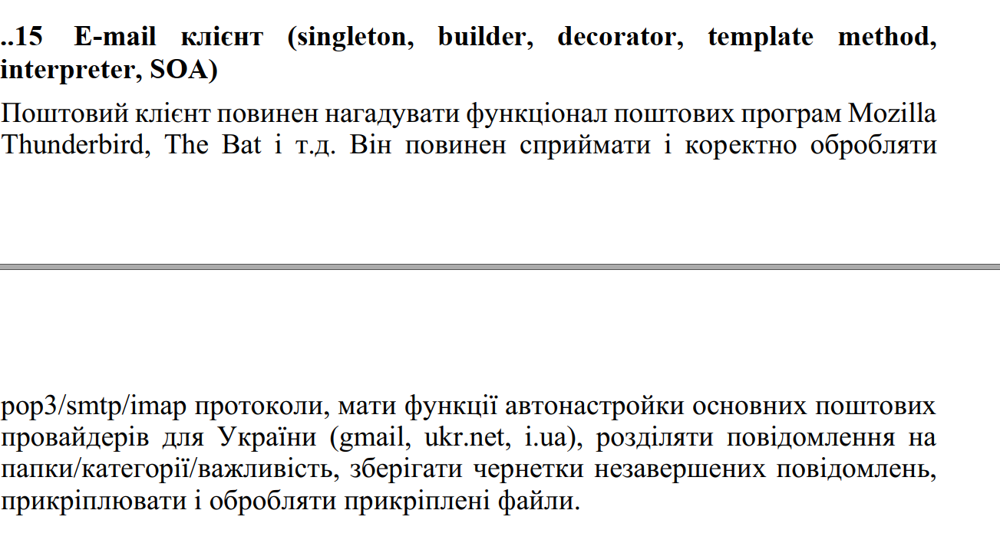 ..15 E-mail клієнт (singleton, builder, decorator, template method,
interpreter, SOA)
Поштовий клієнт повинен нагадувати функціонал поштових програм Mozilla
Thunderbird, The Bat і т.д. Він повинен сприймати і коректно обробляти
pop3/smtp/imap протоколи, мати функції автонастройки основних поштових
провайдерів для України (gmail, ukr.net, i.ua), розділяти повідомлення на
папки/категорії/важливість, зберігати чернетки незавершених повідомлень,
прикріплювати і обробляти прикріплені файли.